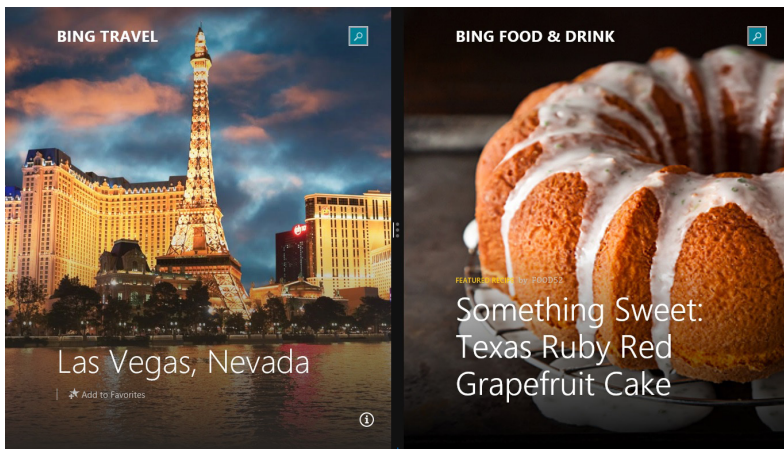 BING TRAVEL
Las Vegas, Nevada
Add to Favorites
BING FOOD & DRINK
FEATURED RECIPE by FOOD52
Something Sweet:
Texas Ruby Red
Grapefruit Cake